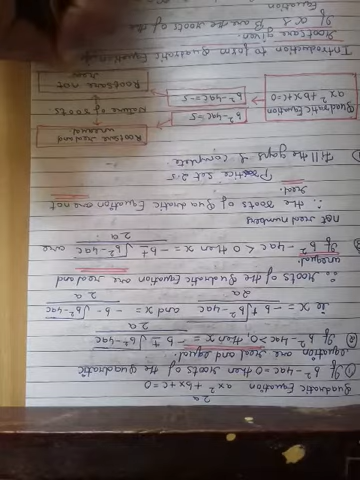 2a
Quadratic Equation ax² + bx + c = 0
① If b² - 4ac = 0 then roots of the quadratic
equation are real and equal.
② If b² - 4ac > 0, then x = -b ± √b² - 4ac
2a
ie x = -b + √b² - 4ac and x = -b - √b² - 4ac
2a 2a
∴ roots of the Quadratic Equation are real and
unequal.
③ If b² - 4ac < 0 then x = -b ± √b² - 4ac are
2a
not real numbers
∴ the roots of Quadratic Equation are not
real.
Practice set 2.5
① Fill the gaps & complete
Quadratic Equation
ax² + bx + c = 0
b² - 4ac = 5
b² - 4ac = -5
Nature of roots.
Roots are real and
unequal
Roots are not
real
Introduction to form Quadratic Equation
Roots are given.
If α & β are the roots of the
Equation